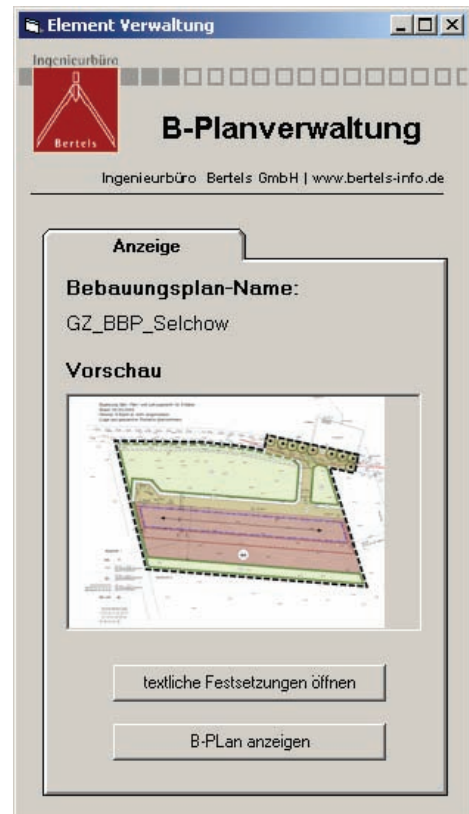 Element Verwaltung
Ingenieurbüro
Bertels
B-Planverwaltung
Ingenieurbüro Bertels GmbH | www.bertels-info.de
Anzeige
Bebauungsplan-Name:
GZ_BBP_Selchow
Vorschau
textliche Festsetzungen öffnen
B-PLan anzeigen